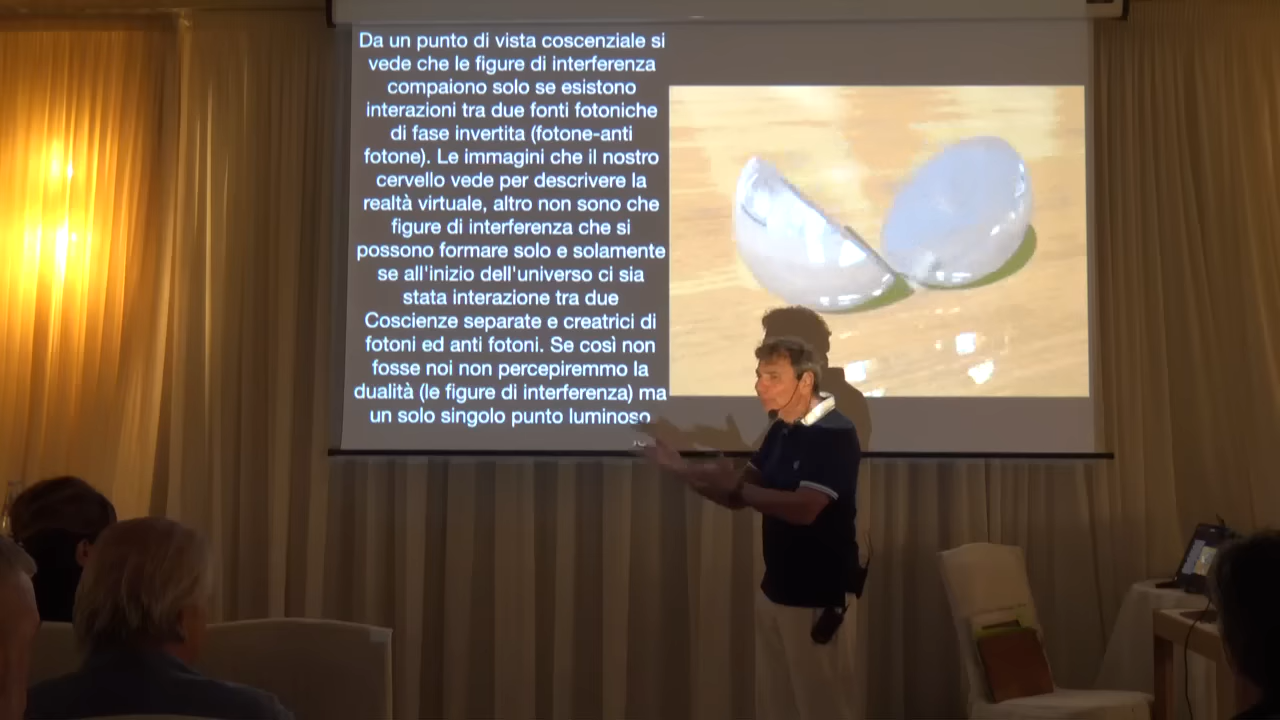 Da un punto di vista coscenziale si
vede che le figure di interferenza
compaiono solo se esistono
interazioni tra due fonti fotoniche
di fase invertita (fotone-anti
fotone). Le immagini che il nostro
cervello vede per descrivere la
realtà virtuale, altro non sono che
figure di interferenza che si
possono formare solo e solamente
se all'inizio dell'universo ci sia
stata interazione tra due
Coscienze separate e creatrici di
fotoni ed anti fotoni. Se così non
fosse noi non percepiremmo la
dualità (le figure di interferenza) ma
un solo singolo punto luminoso